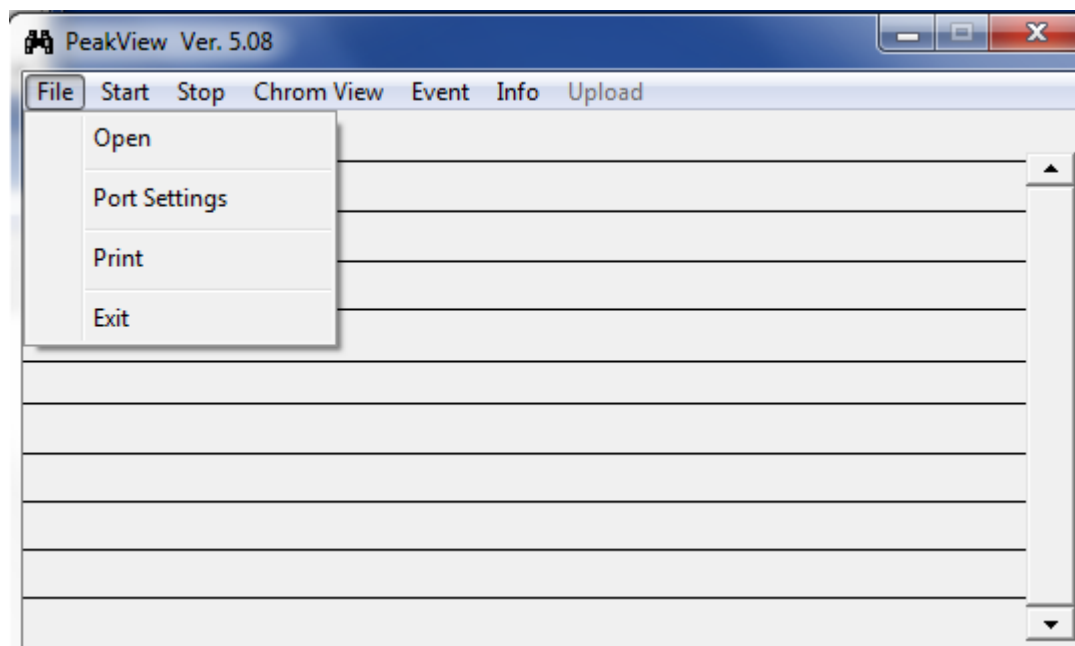 PeakView Ver. 5.08
File Start Stop Chrom View Event Info Upload
Open
Port Settings
Print
Exit